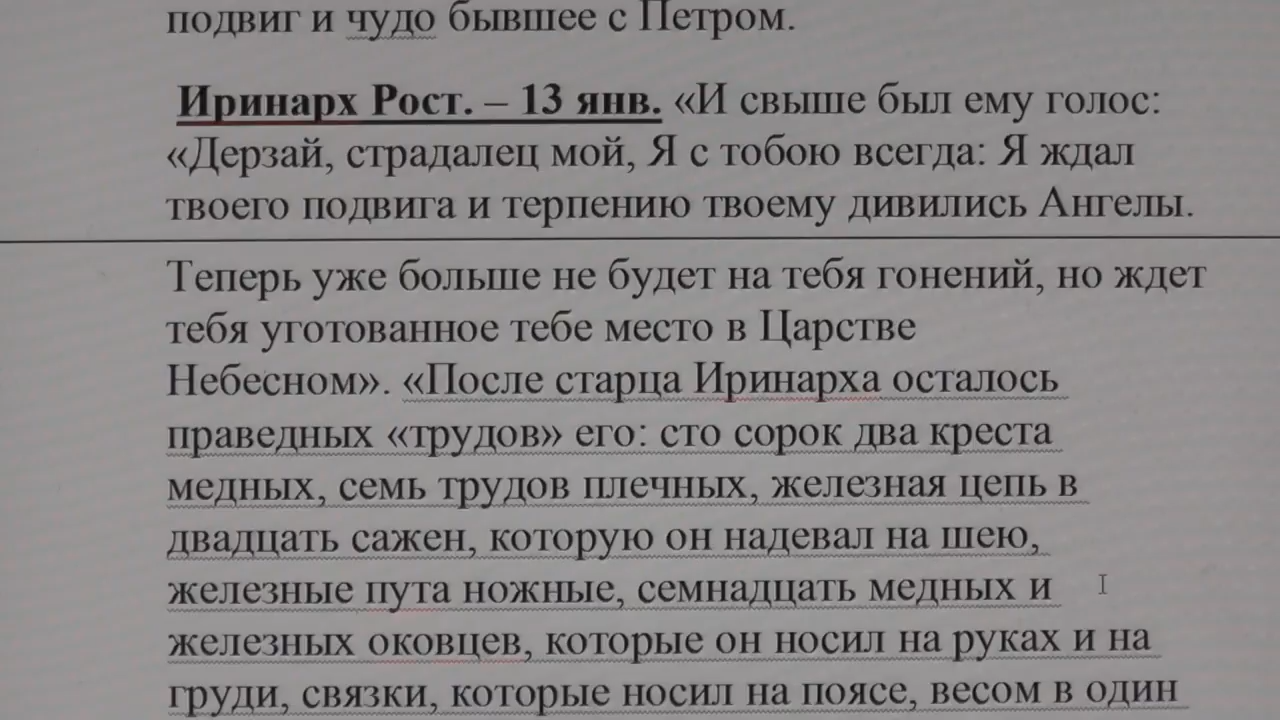 подвиг и чудо бывшее с Петром.
Иринарх Рост. – 13 янв. «И свыше был ему голос:
«Дерзай, страдалец мой, Я с тобою всегда: Я ждал
твоего подвига и терпению твоему дивились Ангелы.
Теперь уже больше не будет на тебя гонений, но ждет
тебя уготованное тебе место в Царстве
Небесном». «После старца Иринарха осталось
праведных «трудов» его: сто сорок два креста
медных, семь трудов плечных, железная цепь в
двадцать сажен, которую он надевал на шею,
железные пута ножные, семнадцать медных и
железных оковцев, которые он носил на руках и на
груди, связки, которые носил на поясе, весом в один